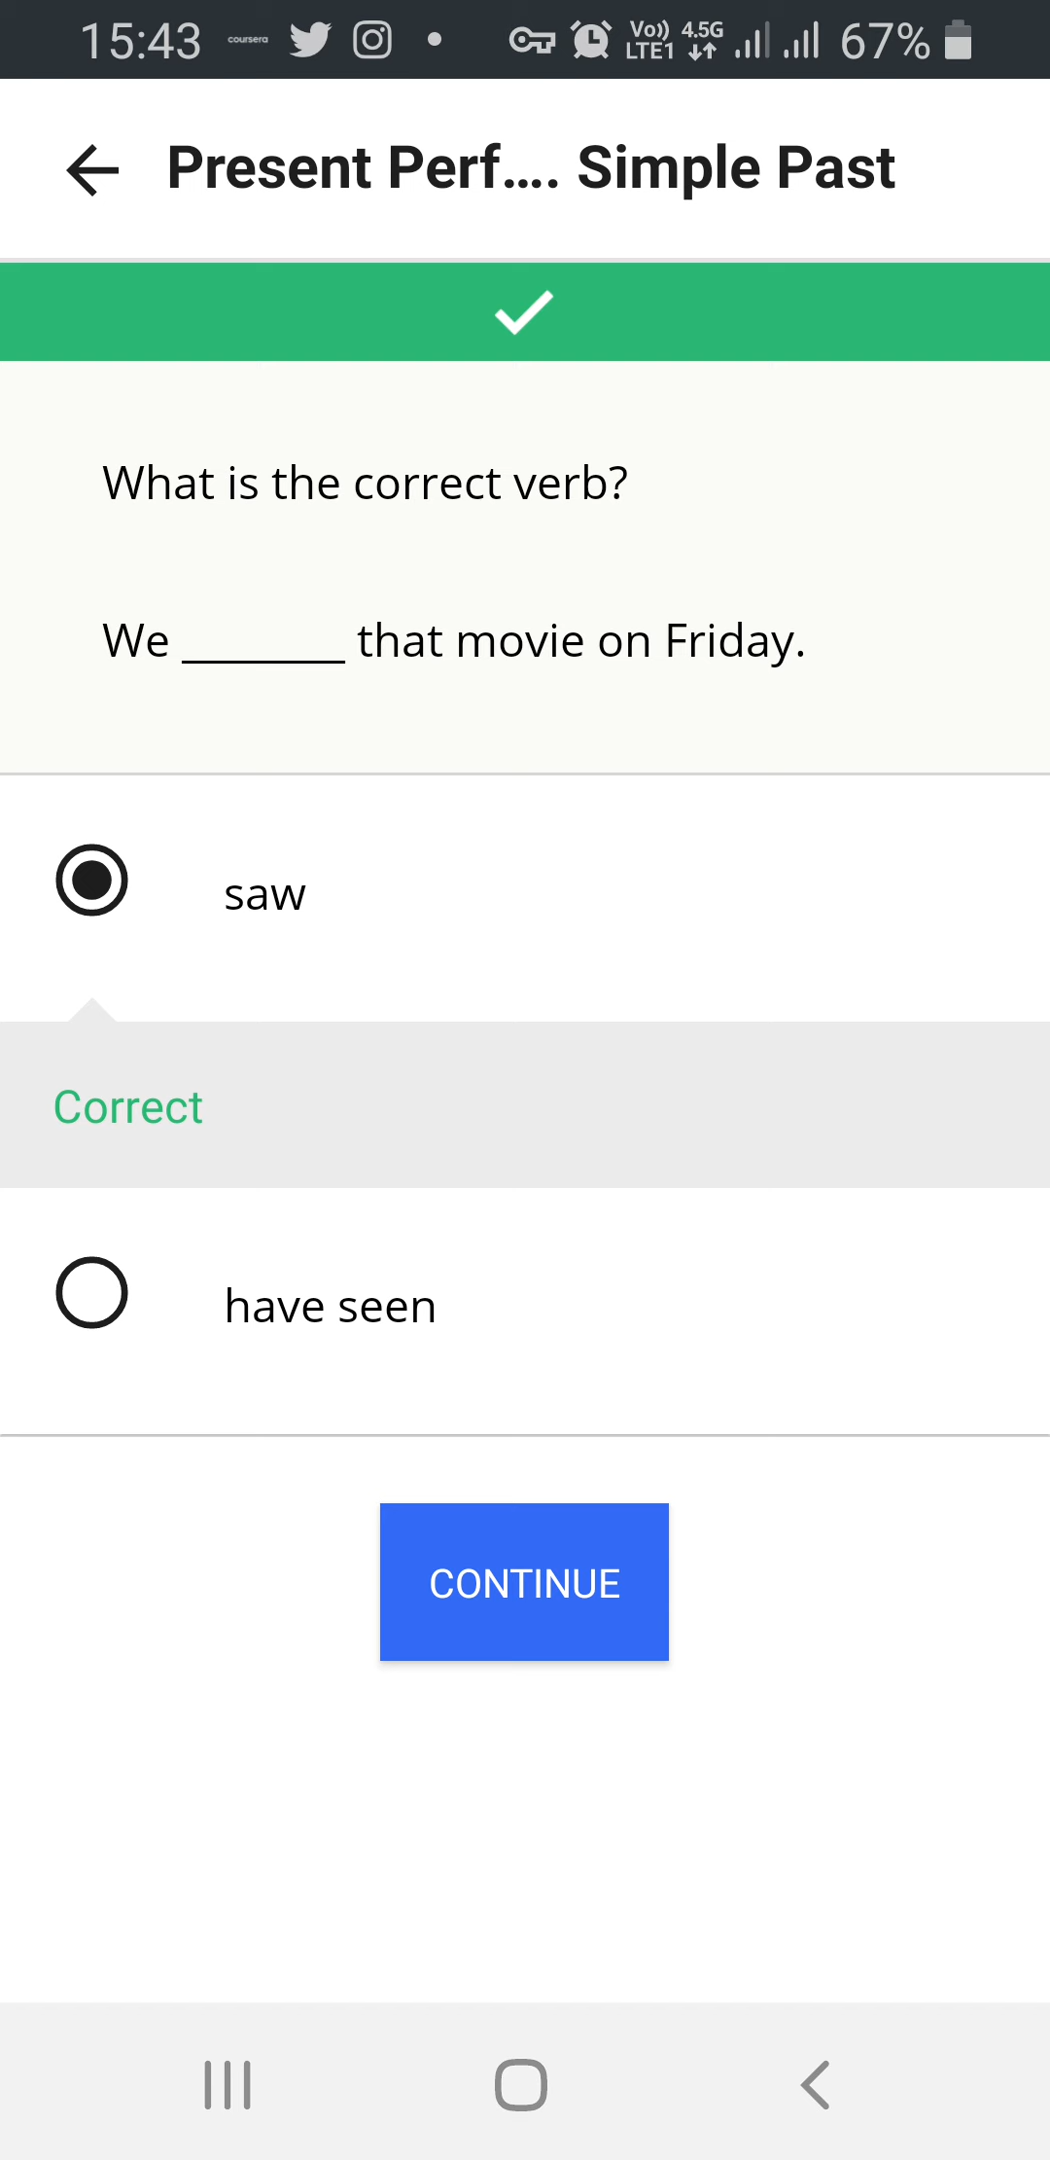 15:43 coursera Vo)) LTE1 4.5G 67%
Present Perf.... Simple Past
What is the correct verb?
We _______ that movie on Friday.
saw
Correct
have seen
CONTINUE